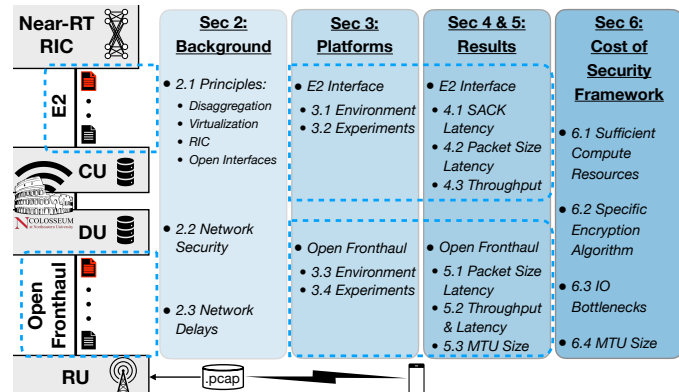 Near-RT
RIC
E2
CU
N COLOSSEUM
at Northeastern University
DU
Open
Fronthaul
RU
.pcap
Sec 2:
Background
• 2.1 Principles:
• Disaggregation
• Virtualization
• RIC
• Open Interfaces
• 2.2 Network
Security
• 2.3 Network
Delays
Sec 3:
Platforms
• E2 Interface
• 3.1 Environment
• 3.2 Experiments
• Open Fronthaul
• 3.3 Environment
• 3.4 Experiments
Sec 4 & 5:
Results
• E2 Interface
• 4.1 SACK
Latency
• 4.2 Packet Size
Latency
• 4.3 Throughput
• Open Fronthaul
• 5.1 Packet Size
Latency
• 5.2 Throughput
& Latency
• 5.3 MTU Size
Sec 6:
Cost of
Security
Framework
• 6.1 Sufficient
Compute
Resources
• 6.2 Specific
Encryption
Algorithm
• 6.3 IO
Bottlenecks
• 6.4 MTU Size